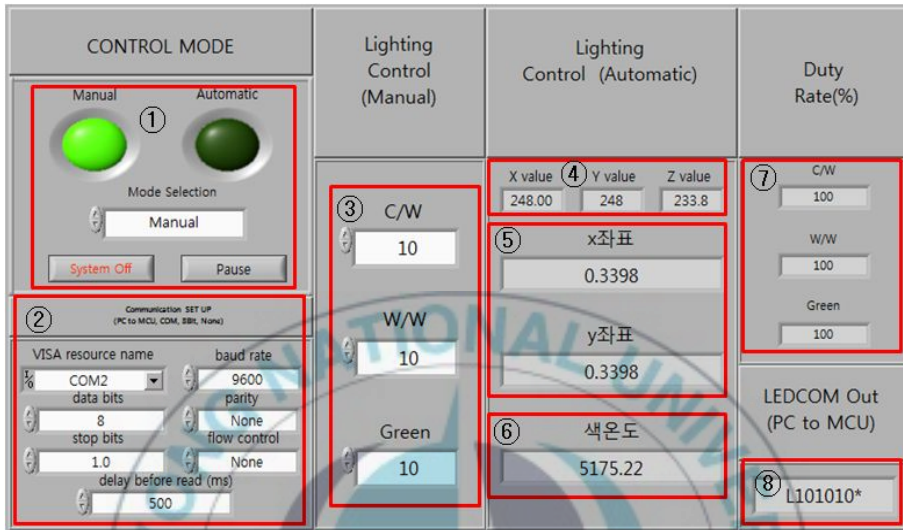 CONTROL MODE
Manual
Automatic
①
Mode Selection
Manual
System Off
Pause
②
Communication SET UP
(PC to MCU, COM, 8Bit, None)
VISA resource name
baud rate
COM2
9600
data bits
parity
8
None
stop bits
flow control
1.0
None
delay before read (ms)
500
Lighting
Control
(Manual)
③
C/W
10
W/W
10
Green
10
Lighting
Control (Automatic)
X value
④
Y value
Z value
248.00
248
233.8
⑤
x좌표
0.3398
y좌표
0.3398
⑥
색온도
5175.22
Duty
Rate(%)
⑦
C/W
100
W/W
100
Green
100
LEDCOM Out
(PC to MCU)
⑧
L101010*